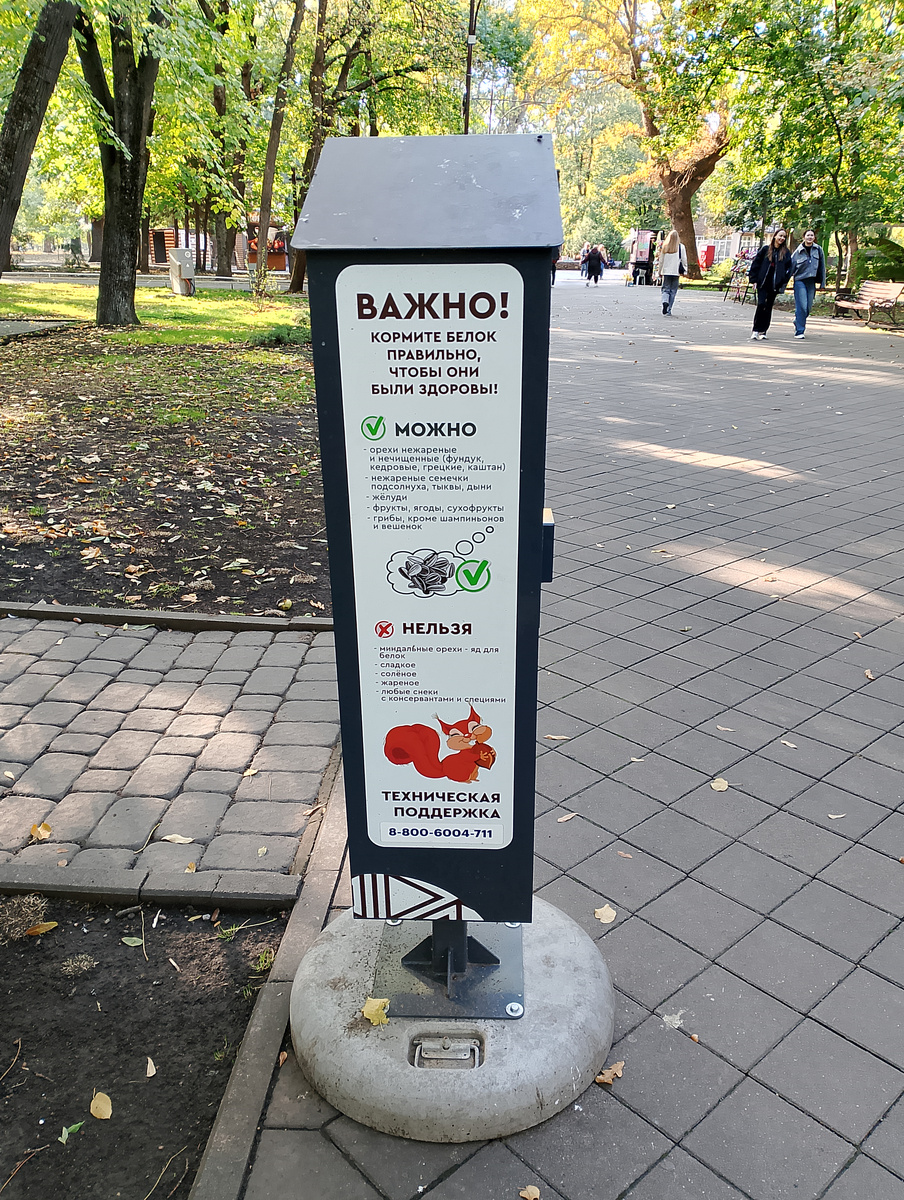 ВАЖНО!
КОРМИТЕ БЕЛОК
ПРАВИЛЬНО,
ЧТОБЫ ОНИ
БЫЛИ ЗДОРОВЫ!
МОЖНО
- орехи нежареные
и нечищенные (фундук,
кедровые, грецкие, каштан)
- нежареные семечки
подсолнуха, тыквы, дыни
- жёлуди
- фрукты, ягоды, сухофрукты
- грибы, кроме шампиньонов
и вешенок
НЕЛЬЗЯ
- миндальные орехи - яд для
белок
- сладкое
- солёное
- жареное
- любые снеки
с консервантами и специями
ТЕХНИЧЕСКАЯ
ПОДДЕРЖКА
8-800-6004-711